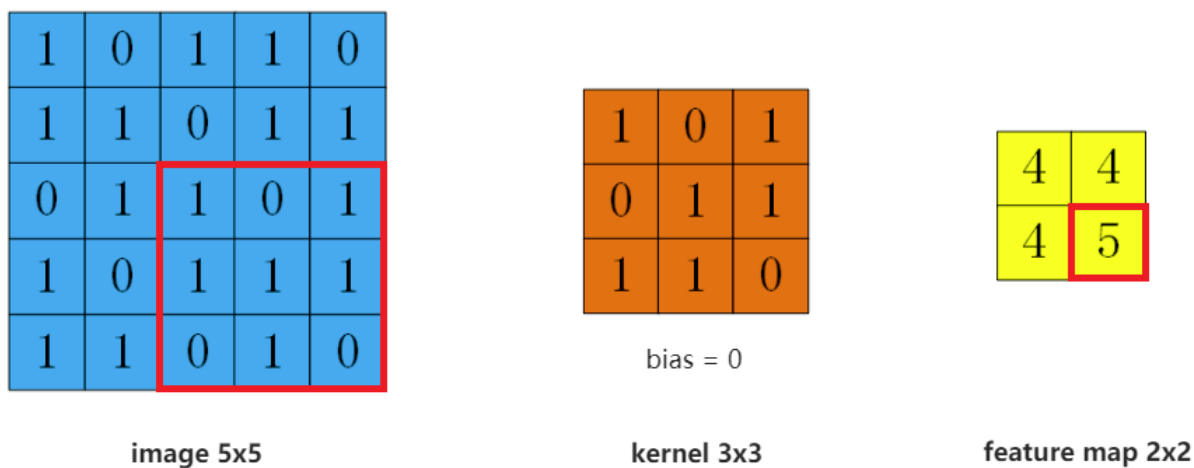 1 0 1 1 0
1 1 0 1 1
0 1 1 0 1
1 0 1 1 1
1 1 0 1 0
image 5x5
1 0 1
0 1 1
1 1 0
bias = 0
kernel 3x3
4 4
4 5
feature map 2x2